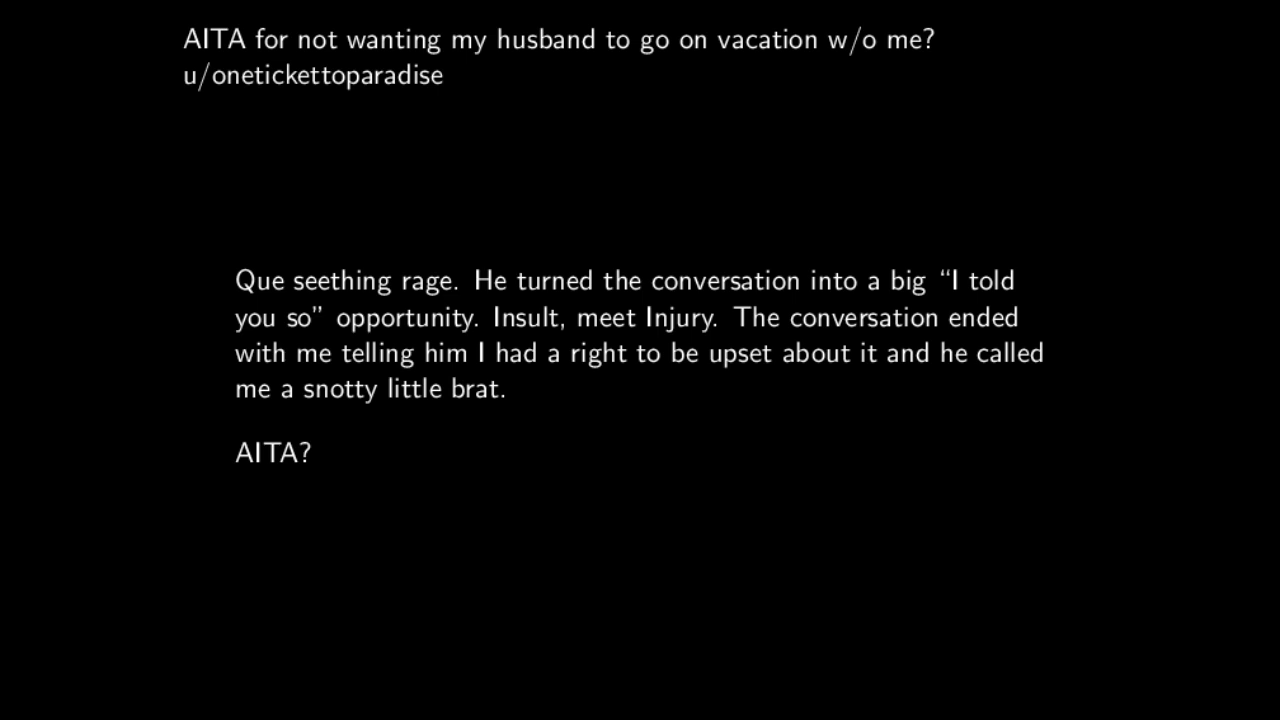 AITA for not wanting my husband to go on vacation w/o me?
u/onetickettoparadise
Que seething rage. He turned the conversation into a big “I told
you so” opportunity. Insult, meet Injury. The conversation ended
with me telling him I had a right to be upset about it and he called
me a snotty little brat.
AITA?